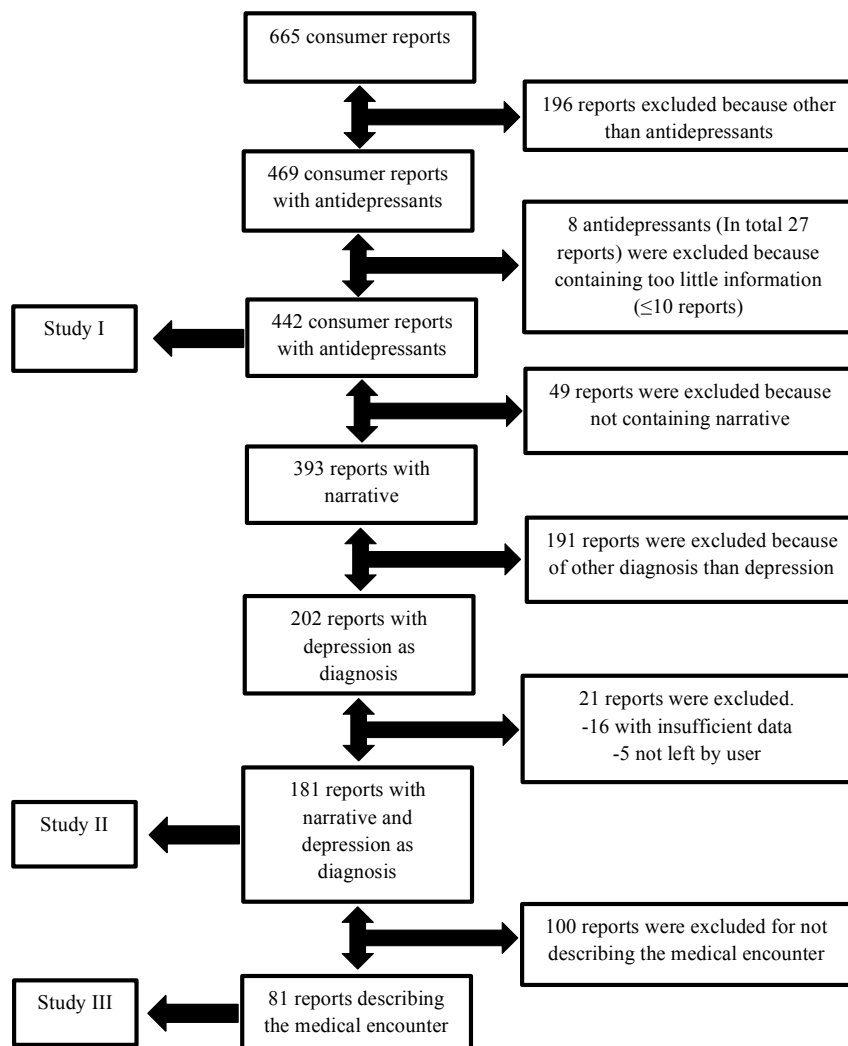 665 consumer reports
196 reports excluded because other
than antidepressants
469 consumer reports
with antidepressants
8 antidepressants (In total 27
reports) were excluded because
containing too little information
(≤10 reports)
Study I
442 consumer reports
with antidepressants
49 reports were excluded because
not containing narrative
393 reports with
narrative
191 reports were excluded because
of other diagnosis than depression
202 reports with
depression as
diagnosis
21 reports were excluded.
-16 with insufficient data
-5 not left by user
Study II
181 reports with
narrative and
depression as
diagnosis
100 reports were excluded for not
describing the medical encounter
Study III
81 reports describing
the medical encounter